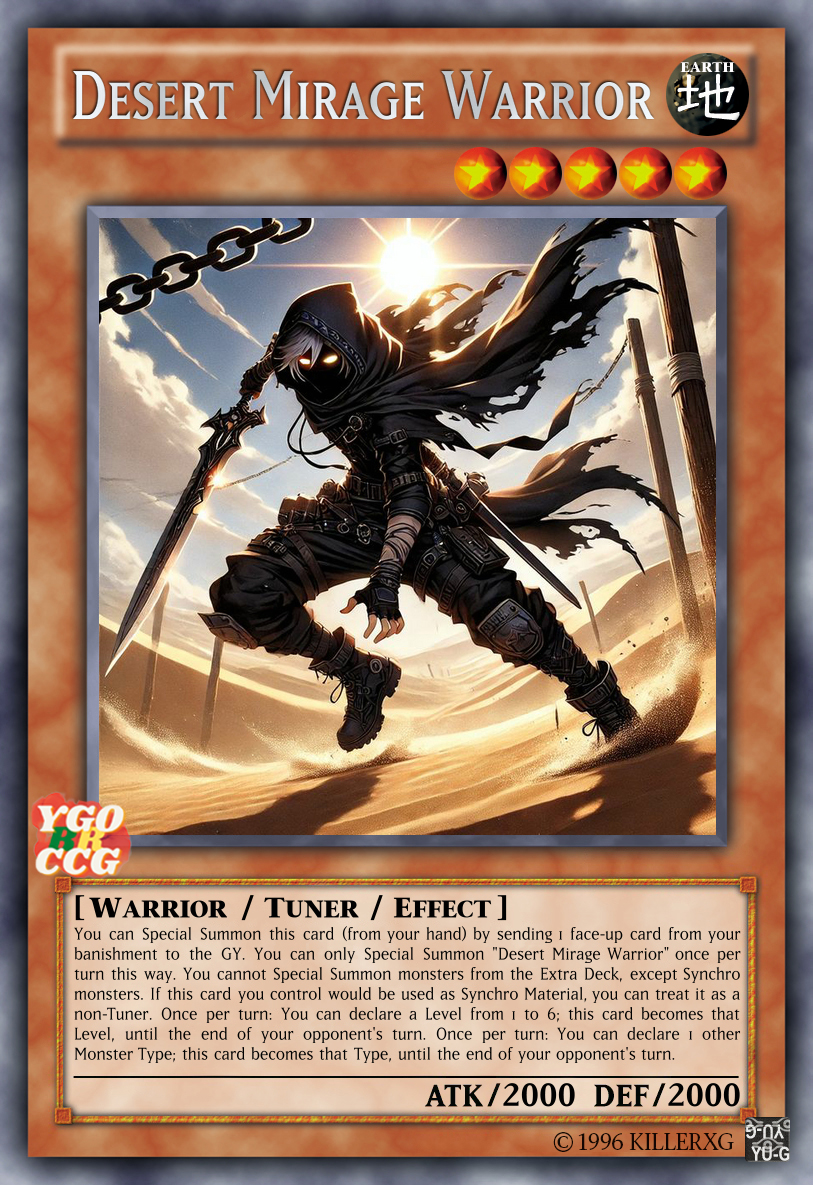 DESERT MIRAGE WARRIOR
EARTH
地
YGO
RR
CCG
[ WARRIOR / TUNER / EFFECT ]
You can Special Summon this card (from your hand) by sending 1 face-up card from your
banishment to the GY. You can only Special Summon "Desert Mirage Warrior" once per
turn this way. You cannot Special Summon monsters from the Extra Deck, except Synchro
monsters. If this card you control would be used as Synchro Material, you can treat it as a
non-Tuner. Once per turn: You can declare a Level from 1 to 6; this card becomes that
Level, until the end of your opponent's turn. Once per turn: You can declare 1 other
Monster Type; this card becomes that Type, until the end of your opponent's turn.
ATK/2000 DEF/2000
© 1996 KILLERXG
YU-G